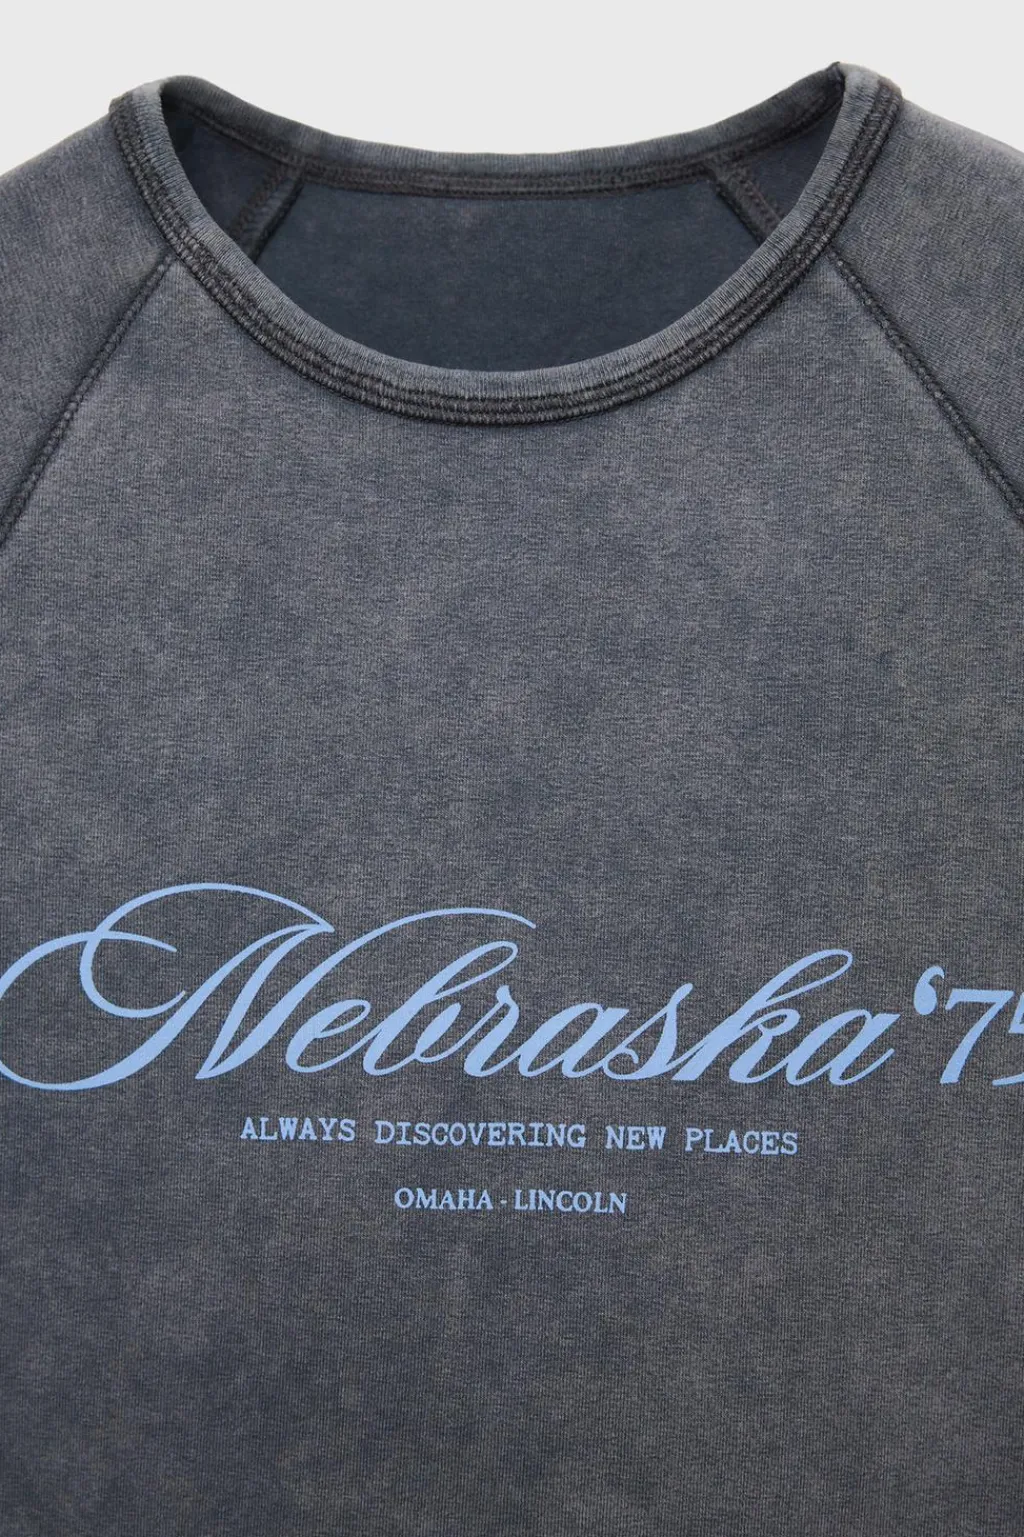 Nebraska ‘75
ALWAYS DISCOVERING NEW PLACES
OMAHA - LINCOLN